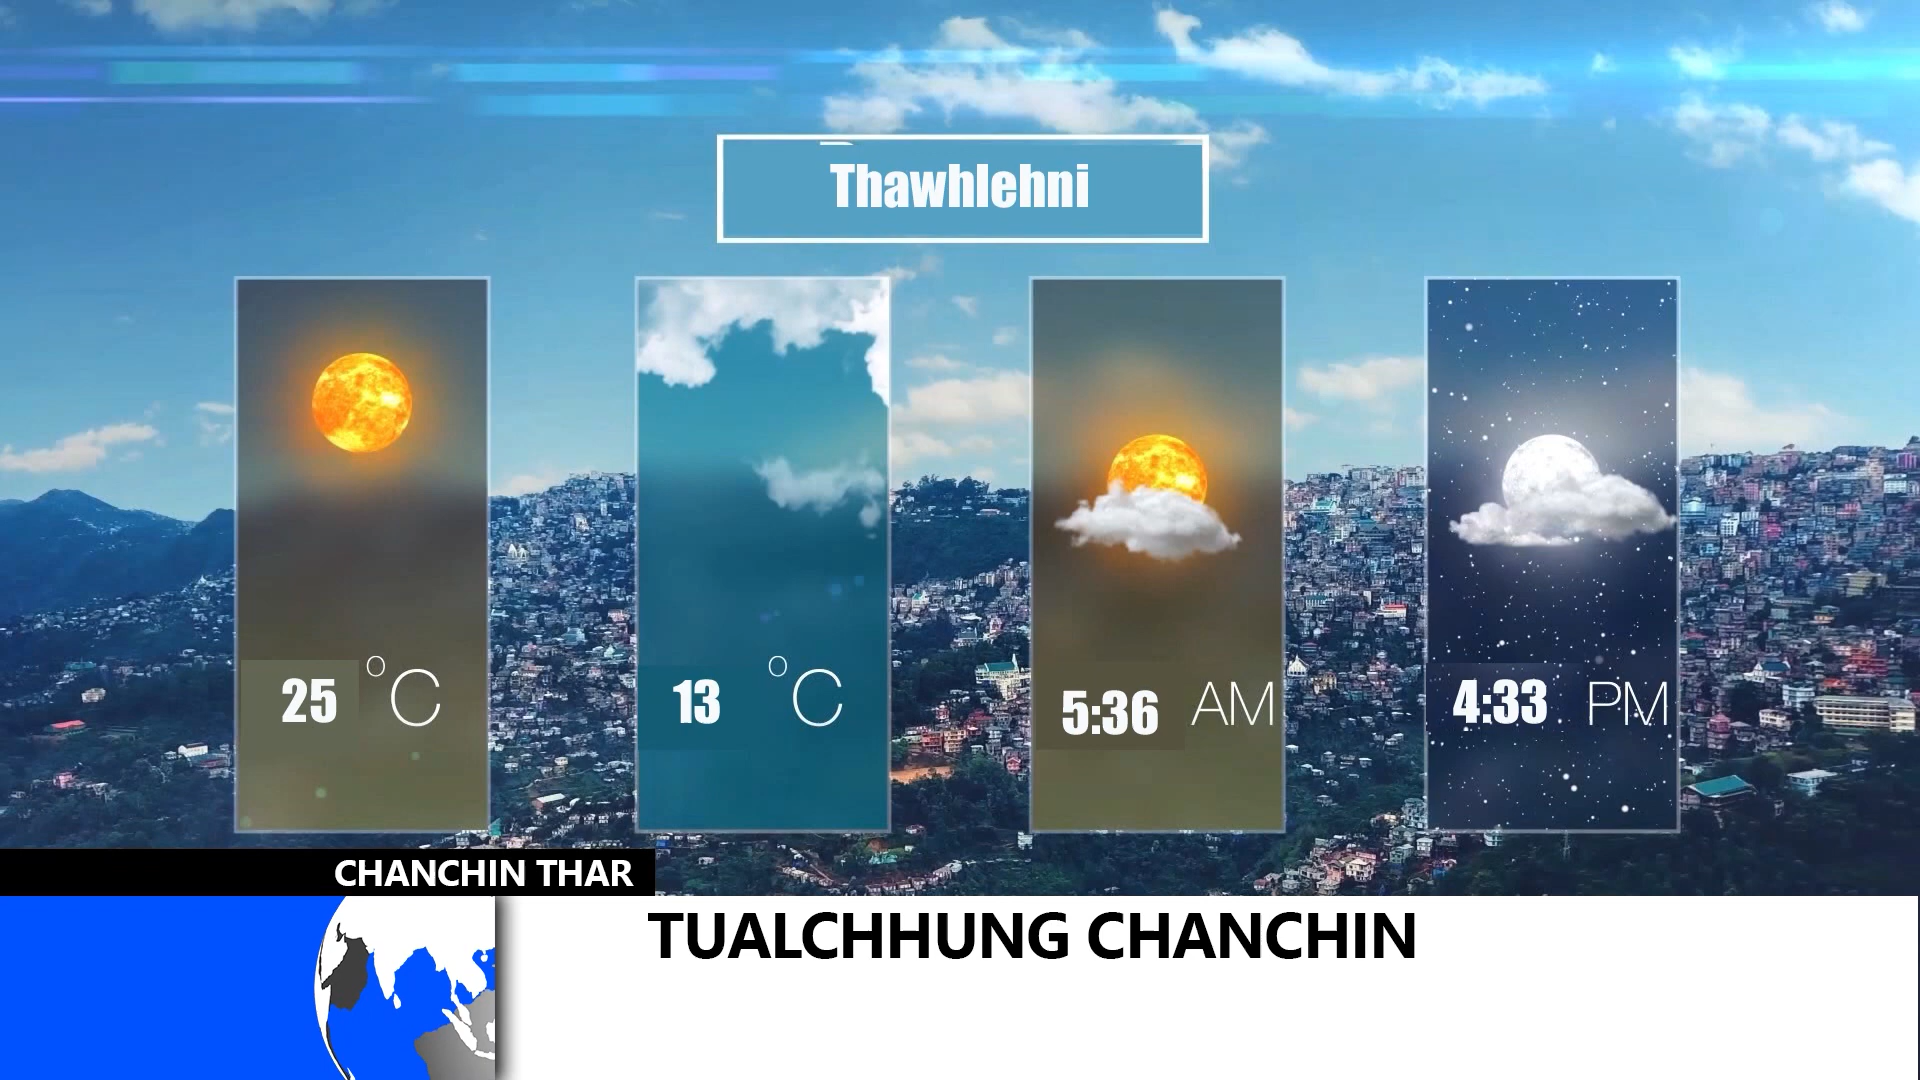 Thawhlehni
25 °C
13 °C
5:36 AM
4:33 PM
CHANCHIN THAR
TUALCHHUNG CHANCHIN